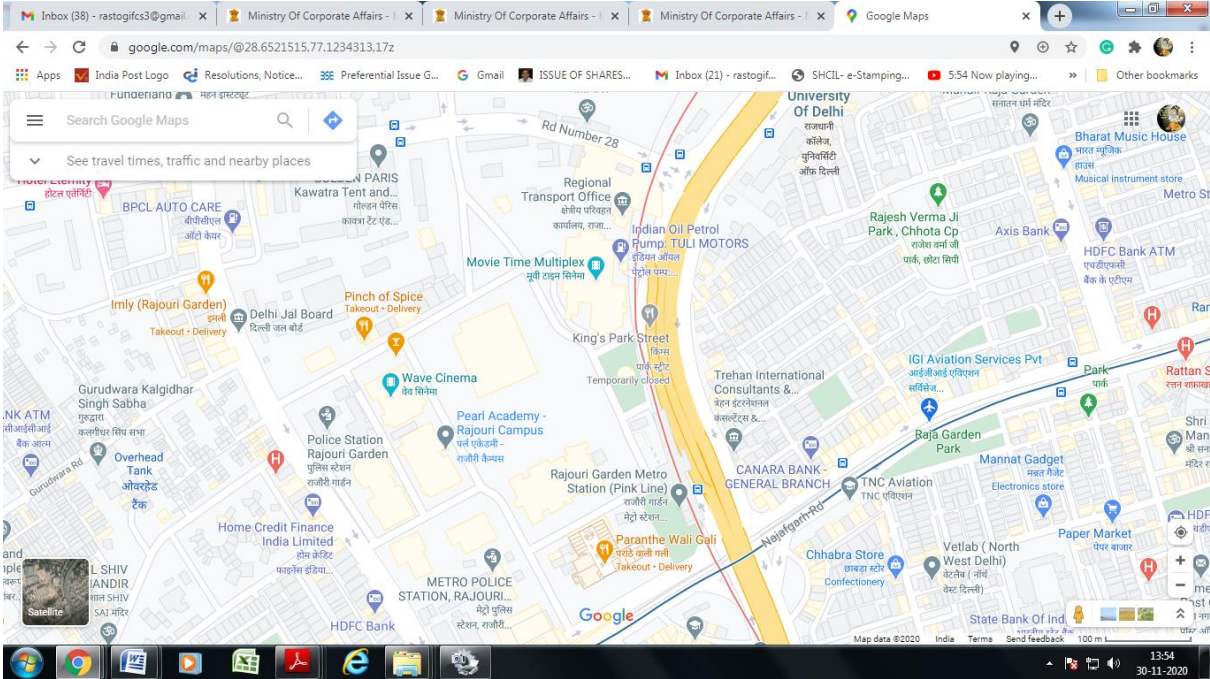 Inbox (38) - rastogifcs3@gmail.
Ministry Of Corporate Affairs -
Ministry Of Corporate Affairs -
Ministry Of Corporate Affairs -
Google Maps
google.com/maps/@28.6521515,77.1234313,17z
Apps
India Post Logo
Resolutions, Notice...
Preferential Issue G...
Gmail
ISSUE OF SHARES...
Inbox (21) - rastogif...
SHCIL- e-Stamping...
5:54 Now playing...
»
Other bookmarks
Search Google Maps
See travel times, traffic and nearby places
Rd Number 28
University
Of Delhi
राजधानी
कॉलेज,
युनिवर्सिटी
ऑफ़ दिल्ली
सनातन धर्म मंदिर
Bharat Music House
भारत म्यूजिक
हाउस
Musical instrument store
Metro St
होटल एटर्निटी
BPCL AUTO CARE
बीपीसीएल
ऑटो केयर
PARIS
Kawatra Tent and...
गोल्डन पेरिस
कावत्रा टेंट एंड...
Regional
Transport Office
क्षेत्रीय परिवहन
कार्यालय, राजा...
Indian Oil Petrol
Pump: TULI MOTORS
इंडियन ऑयल
पेट्रोल पम्प:...
Rajesh Verma Ji
Park , Chhota Cp
राजेश वर्मा जी
पार्क, छोटा सिपी
Axis Bank
HDFC Bank ATM
एचडीएफसी
बैंक के एटीएम
Movie Time Multiplex
मूवी टाइम सिनेमा
Imly (Rajouri Garden)
इमली
Takeout • Delivery
Delhi Jal Board
दिल्ली जल बोर्ड
Pinch of Spice
Takeout • Delivery
King's Park Street
किंग्स
पार्क स्ट्रीट
Temporarily closed
Wave Cinema
वेव सिनेमा
Trehan International
Consultants &...
त्रेहन इंटरनेशनल
कंसल्टेंट्स &...
IGI Aviation Services Pvt
आईजीआई एविएशन
सर्विसेज...
Park
पार्क
Rattan S
Gurudwara Kalgidhar
Singh Sabha
गुरुद्वारा
कलगीधर सिंघ सभा
NK ATM
Overhead
Tank
ओवरहेड
टैंक
Gurudwara Rd
Police Station
Rajouri Garden
पुलिस स्टेशन
राजौरी गार्डन
Pearl Academy -
Rajouri Campus
पर्ल एकेडमी -
राजौरी कैम्पस
Rajouri Garden Metro
Station (Pink Line)
राजौरी गार्डन
मेट्रो स्टेशन...
CANARA BANK -
GENERAL BRANCH
Raja Garden
Park
TNC Aviation
TNC एविएशन
Mannat Gadget
मन्नत गैजेट
Electronics store
Shri
Najafgarh Rd
Home Credit Finance
India Limited
होम क्रेडिट
फाइनेंस इंडिया...
Paranthe Wali Gali
परांठे वाली गली
Takeout • Delivery
METRO POLICE
STATION, RAJOURI...
मेट्रो पुलिस
स्टेशन, राजौरी...
Chhabra Store
छाबड़ा स्टोर
Confectionery
Vetlab ( North
West Delhi)
वेटलैब ( नॉर्थ
वेस्ट दिल्ली)
Paper Market
पेपर बाजार
L SHIV
SAI मंदिर
Satellite
HDFC Bank
Google
State Bank Of Ind
Map data ©2020
India
Terms
Send feedback
100 m
13:54
30-11-2020